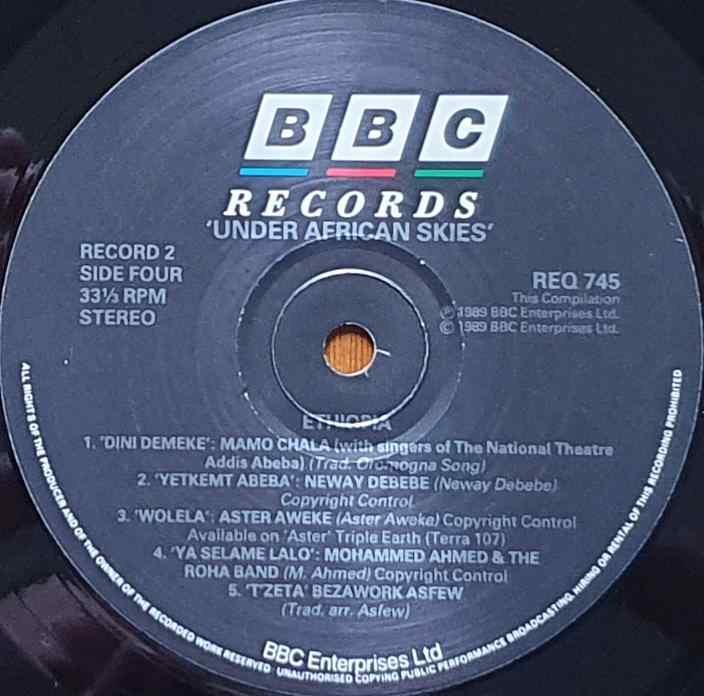 BBC
RECORDS
'UNDER AFRICAN SKIES'
RECORD 2
SIDE FOUR
33⅓ RPM
STEREO
REQ 745
This Compilation
℗ 1989 BBC Enterprises Ltd.
© 1989 BBC Enterprises Ltd.
ETHIOPIA
1. 'DINI DEMEKE': MAMO CHALA (with singers of The National Theatre
Addis Abeba) (Trad. Oromogna Song)
2. 'YETKEMT ABEBA': NEWAY DEBEBE (Neway Debebe)
Copyright Control
3. 'WOLELA': ASTER AWEKE (Aster Aweke) Copyright Control
Available on 'Aster' Triple Earth (Terra 107)
4. 'YA SELAME LALO': MOHAMMED AHMED & THE
ROHA BAND (M. Ahmed) Copyright Control
5. 'T'ZETA' BEZAWORK ASFEW
(Trad. arr. Asfew)
BBC Enterprises Ltd
ALL RIGHTS OF THE PRODUCER AND OF THE OWNER OF THE RECORDED WORK RESERVED · UNAUTHORISED COPYING PUBLIC PERFORMANCE BROADCASTING, HIRING OR RENTAL OF THIS RECORDING PROHIBITED